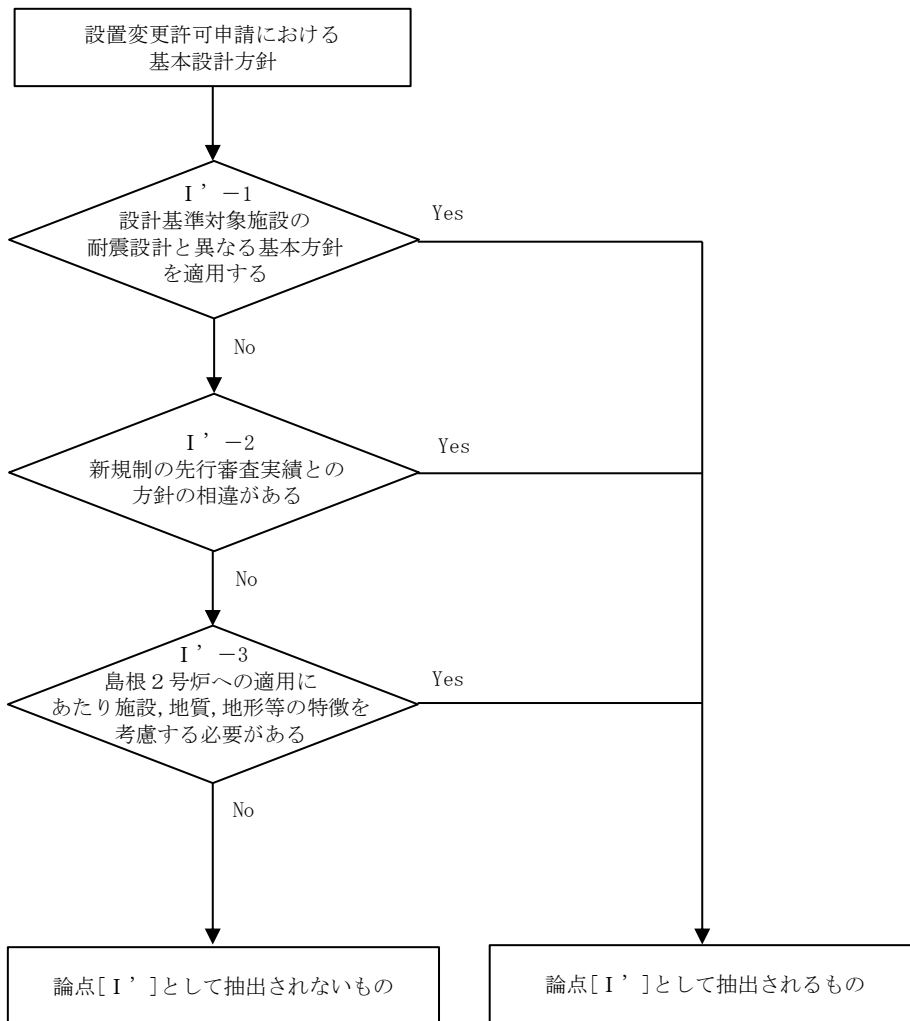 設置変更許可申請における
基本設計方針
Ⅰ’－1
設計基準対象施設の
耐震設計と異なる基本方針
を適用する
Yes
No
Ⅰ’－2
新規制の先行審査実績との
方針の相違がある
Yes
No
Ⅰ’－3
島根２号炉への適用に
あたり施設,地質,地形等の特徴を
考慮する必要がある
Yes
No
論点[Ⅰ’]として抽出されないもの
論点[Ⅰ’]として抽出されるもの